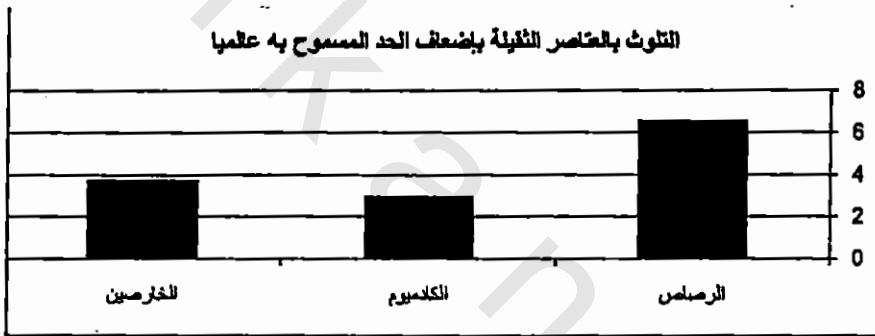 التلوث بالعناصر الثقيلة بإضعاف الحد المسموح به عالميا
8
6
4
2
0
الرصاص الكادميوم الخارصين